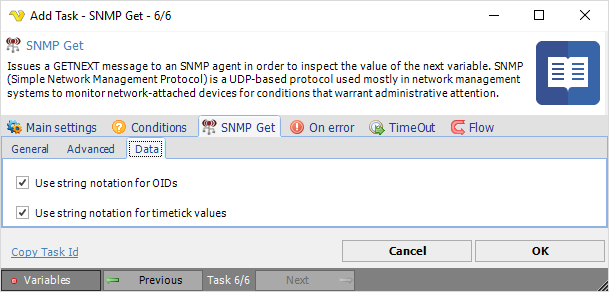 Add Task - SNMP Get - 6/6
SNMP Get
Issues a GETNEXT message to an SNMP agent in order to inspect the value of the next variable. SNMP
(Simple Network Management Protocol) is a UDP-based protocol used mostly in network management
systems to monitor network-attached devices for conditions that warrant administrative attention.
Main settings Conditions SNMP Get On error TimeOut Flow
General Advanced Data
Use string notation for OIDs
Use string notation for timetick values
Copy Task Id Cancel OK
Variables Previous Task 6/6 Next